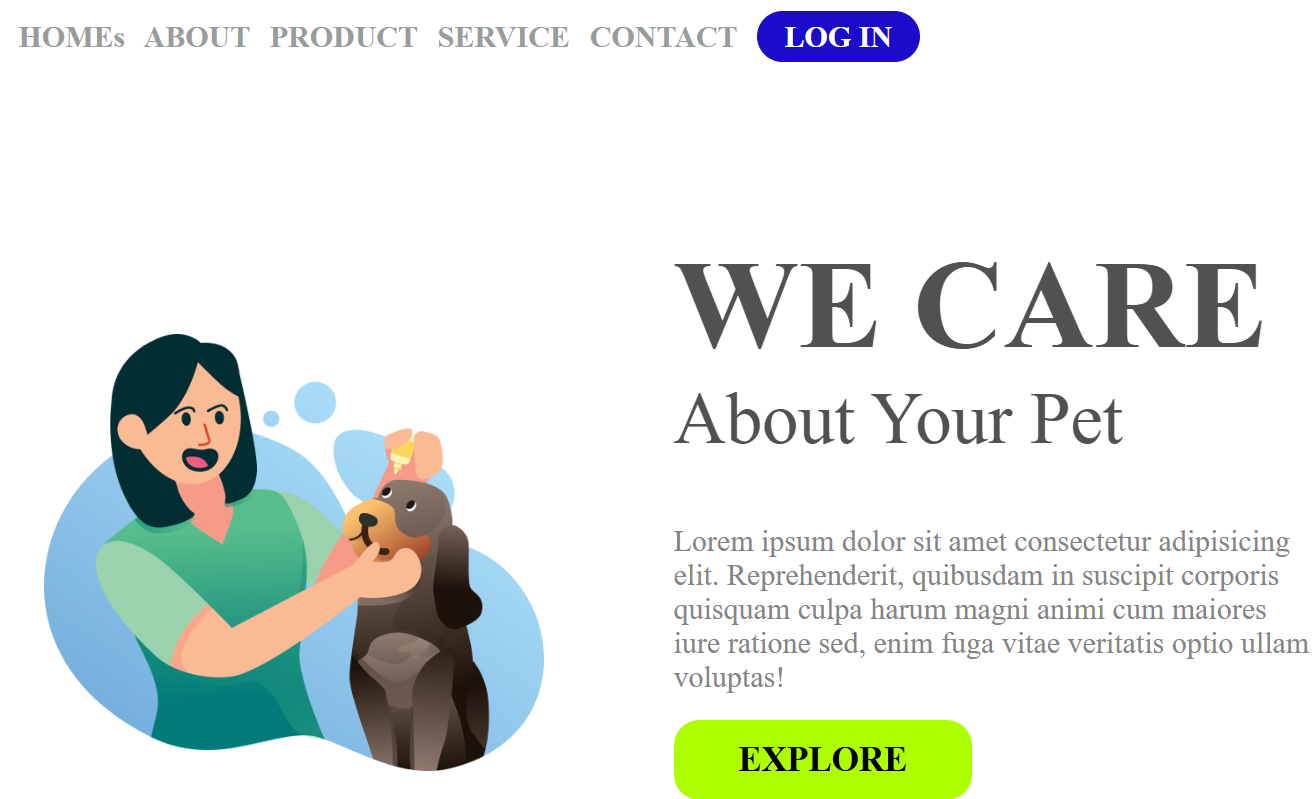 HOMEs ABOUT PRODUCT SERVICE CONTACT LOG IN
WE CARE
About Your Pet
Lorem ipsum dolor sit amet consectetur adipisicing
elit. Reprehenderit, quibusdam in suscipit corporis
quisquam culpa harum magni animi cum maiores
iure ratione sed, enim fuga vitae veritatis optio ullam
voluptas!
EXPLORE